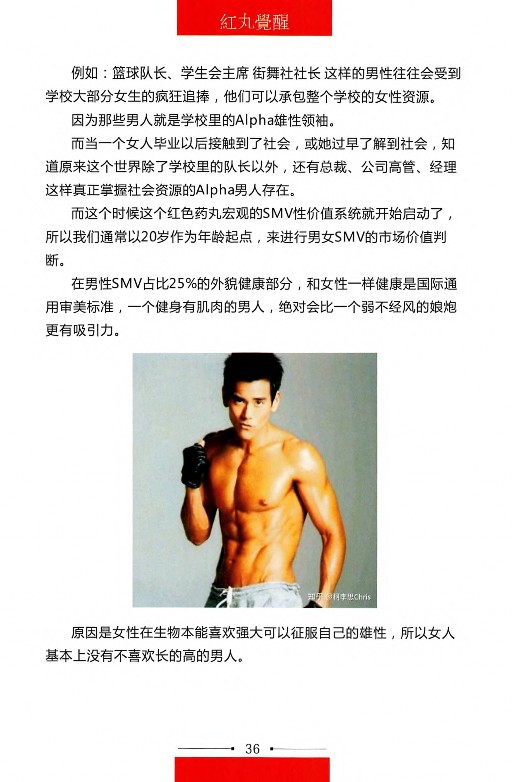 紅丸覺醒
例如：篮球队长、学生会主席 街舞社社长 这样的男性往往会受到
学校大部分女生的疯狂追捧，他们可以承包整个学校的女性资源。
因为那些男人就是学校里的Alpha雄性领袖。
而当一个女人毕业以后接触到了社会，或她过早了解到社会，知
道原来这个世界除了学校里的队长以外，还有总裁、公司高管、经理
这样真正掌握社会资源的Alpha男人存在。
而这个时候这个红色药丸宏观的SMV性价值系统就开始启动了，
所以我们通常以20岁作为年龄起点，来进行男女SMV的市场价值判
断。
在男性SMV占比25%的外貌健康部分，和女性一样健康是国际通
用审美标准，一个健身有肌肉的男人，绝对会比一个弱不经风的娘炮
更有吸引力。
知乎 @柯李思Chris
原因是女性在生物本能喜欢强大可以征服自己的雄性，所以女人
基本上没有不喜欢长的高的男人。
36